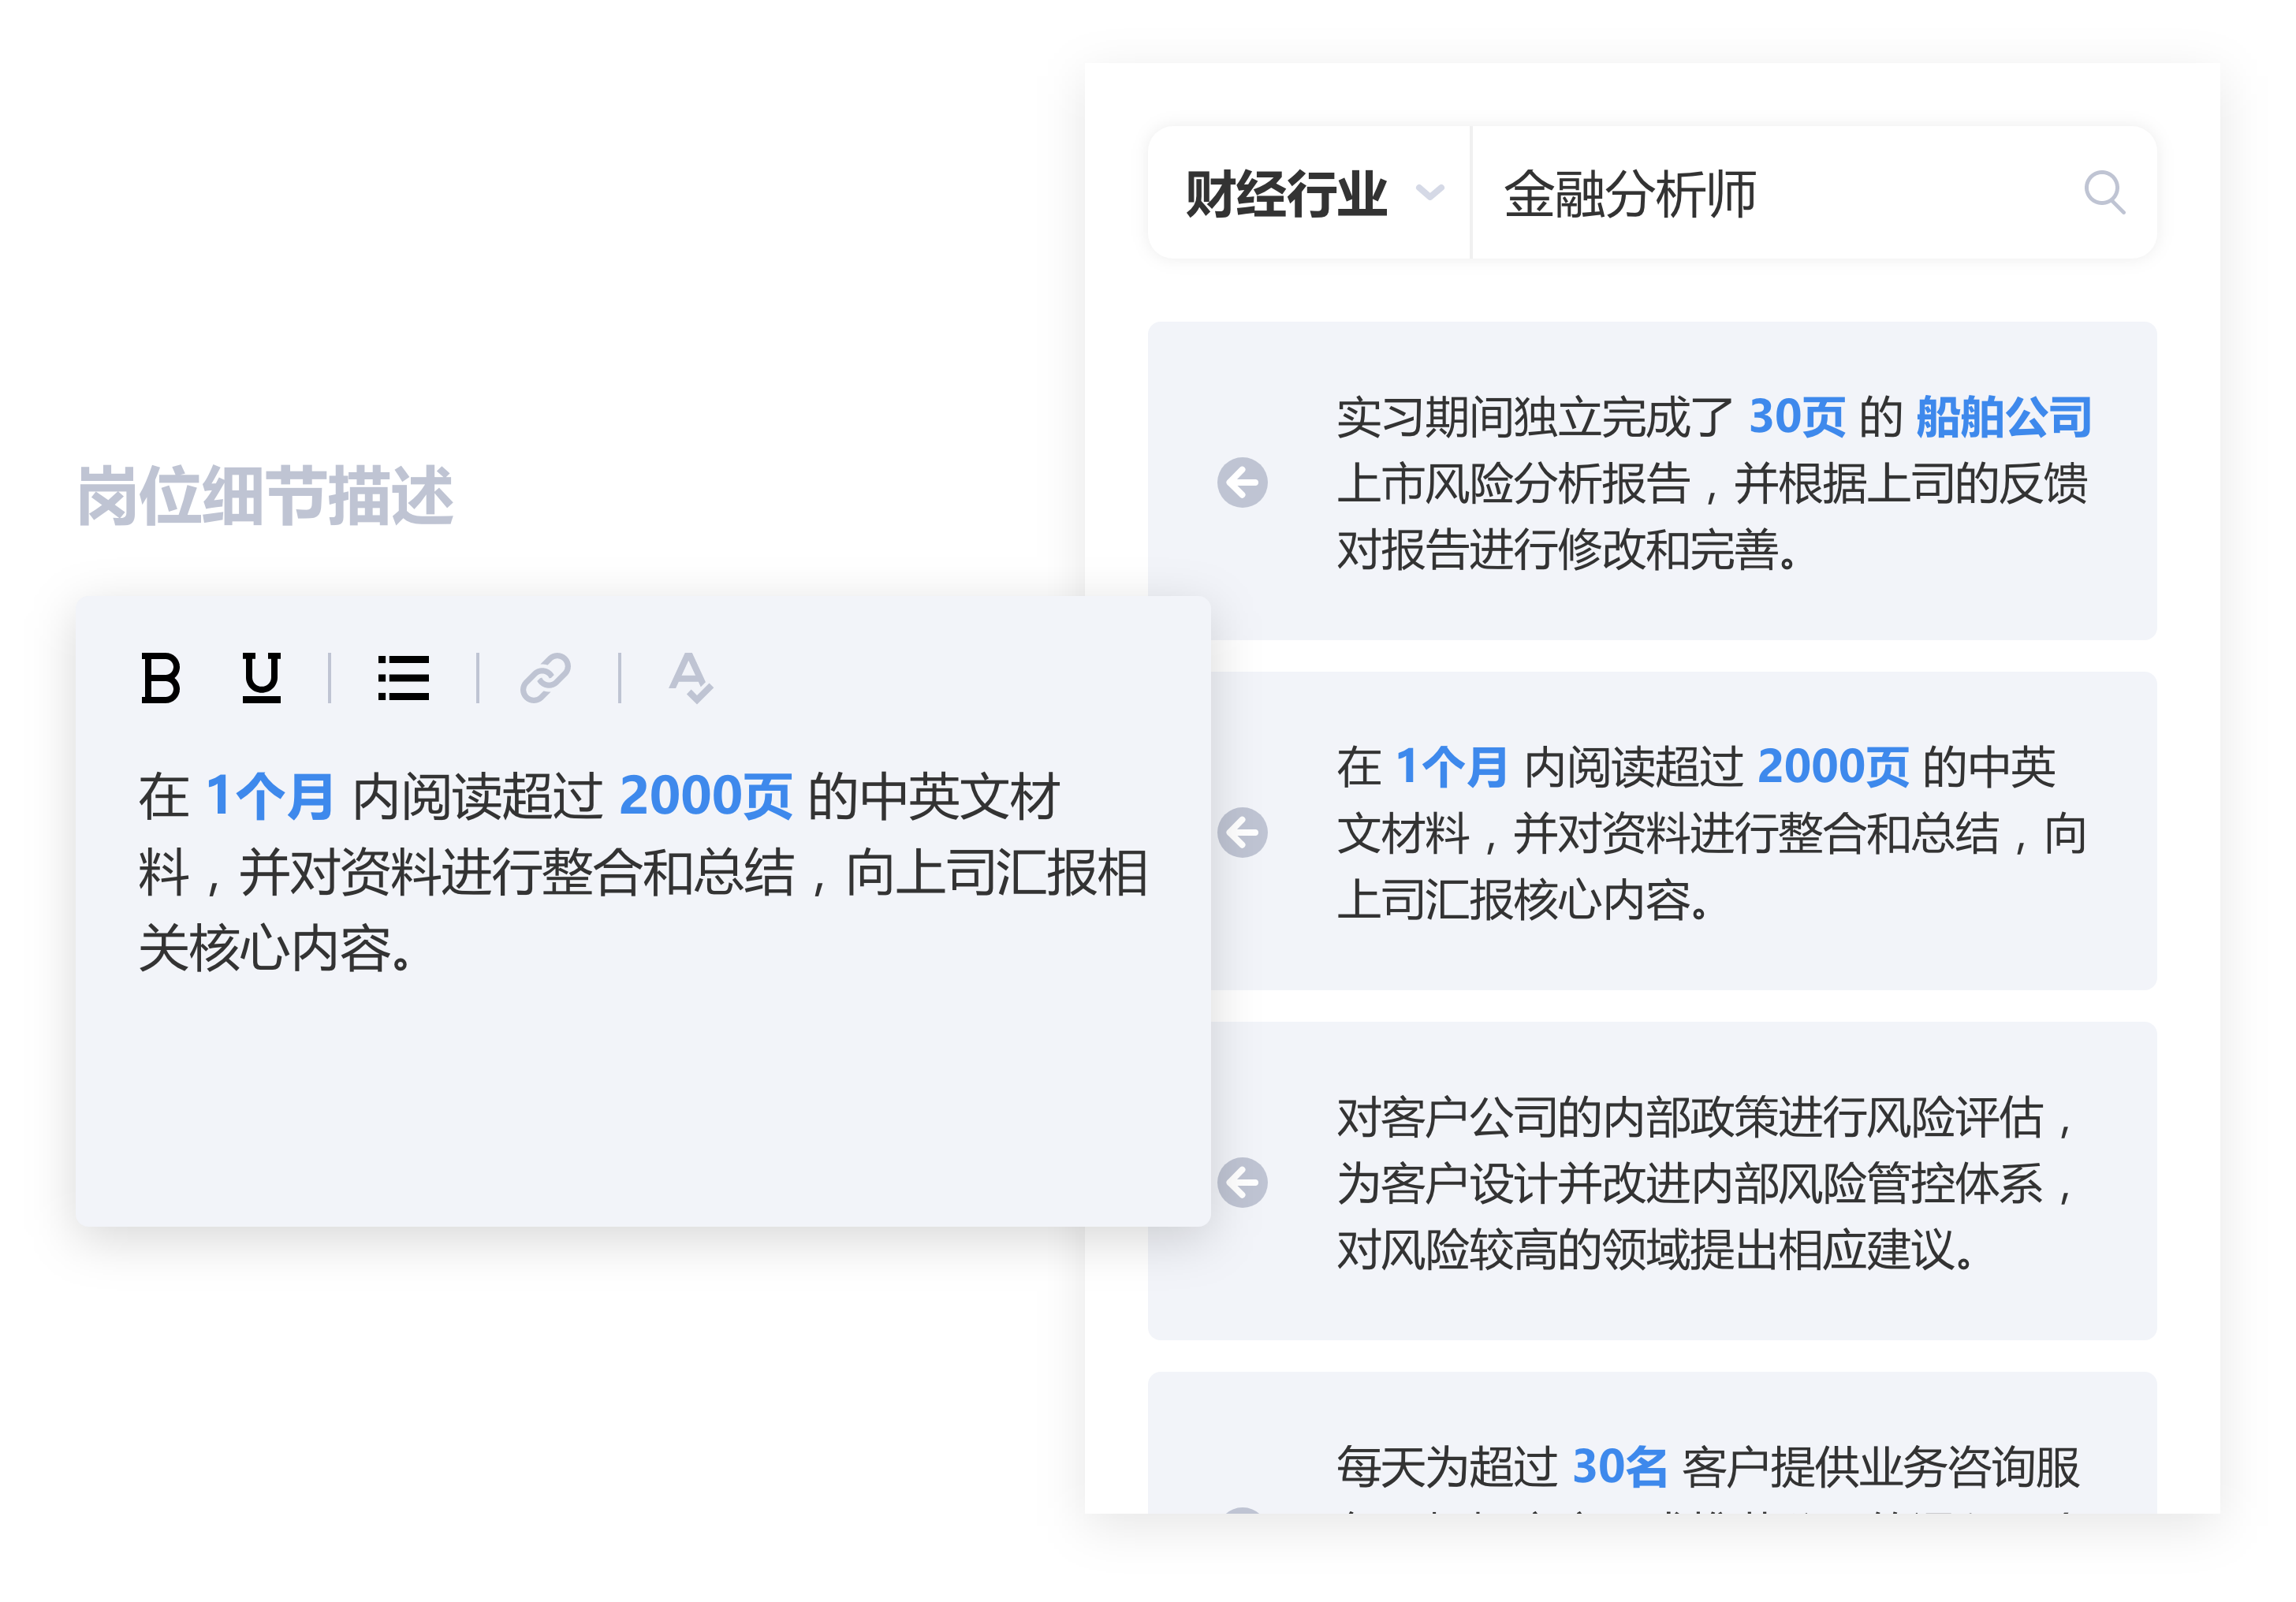 岗位细节描述
B U A
在 1个月 内阅读超过 2000页 的中英文材
料，并对资料进行整合和总结，向上司汇报相
关核心内容。
财经行业 金融分析师
实习期间独立完成了 30页 的 船舶公司
上市风险分析报告，并根据上司的反馈
对报告进行修改和完善。
在 1个月 内阅读超过 2000页 的中英
文材料，并对资料进行整合和总结，向
上司汇报核心内容。
对客户公司的内部政策进行风险评估，
为客户设计并改进内部风险管控体系，
对风险较高的领域提出相应建议。
每天为超过 30名 客户提供业务咨询服